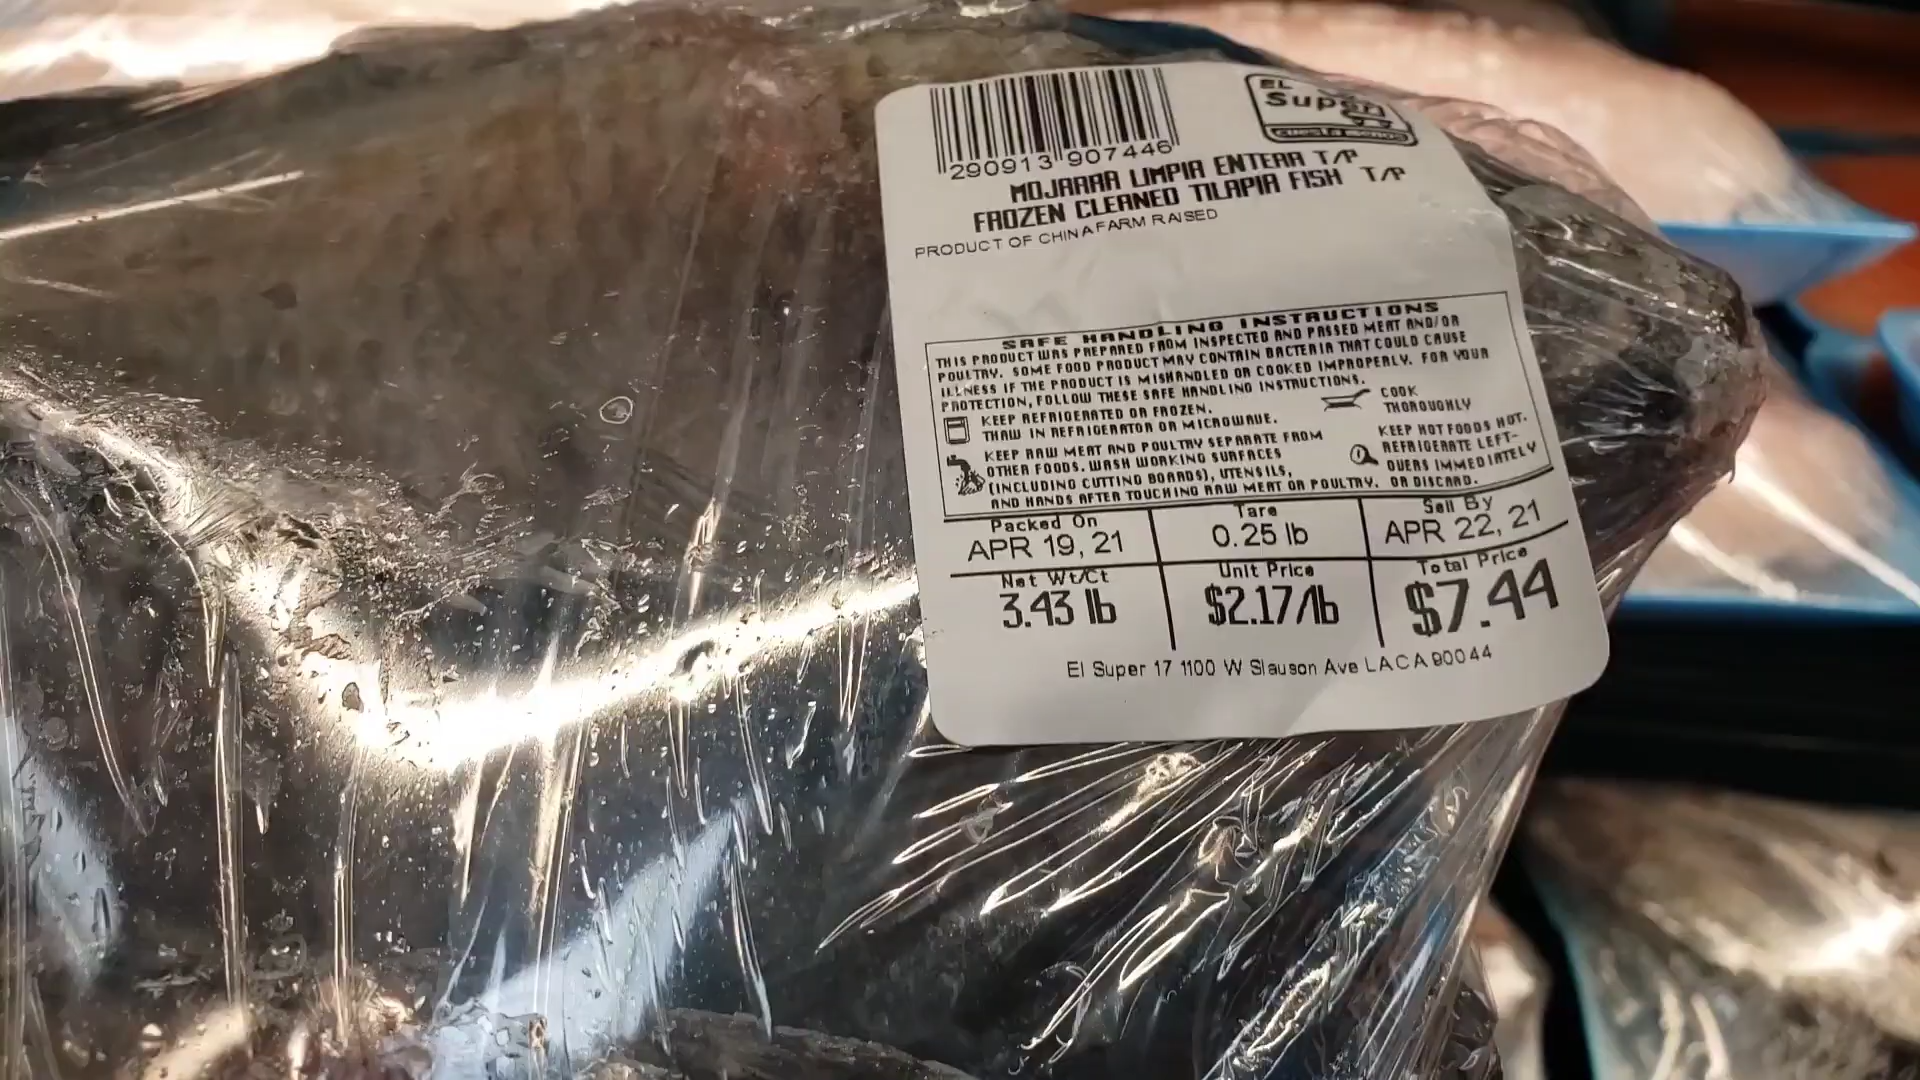 EL
Super
cuesta menos
290913 907446
MOJARRA LIMPIA ENTERA T/P
FROZEN CLEANED TILAPIA FISH T/P
PRODUCT OF CHINA FARM RAISED
SAFE HANDLING INSTRUCTIONS
THIS PRODUCT WAS PREPARED FROM INSPECTED AND PASSED MEAT AND/OR
POULTRY. SOME FOOD PRODUCT MAY CONTAIN BACTERIA THAT COULD CAUSE
ILLNESS IF THE PRODUCT IS MISHANDLED OR COOKED IMPROPERLY. FOR YOUR
PROTECTION, FOLLOW THESE SAFE HANDLING INSTRUCTIONS.
KEEP REFRIGERATED OR FROZEN.
THAW IN REFRIGERATOR OR MICROWAVE.
COOK
THOROUGHLY
KEEP RAW MEAT AND POULTRY SEPARATE FROM
OTHER FOODS. WASH WORKING SURFACES
(INCLUDING CUTTING BOARDS), UTENSILS,
AND HANDS AFTER TOUCHING RAW MEAT OR POULTRY.
KEEP HOT FOODS HOT.
REFRIGERATE LEFT-
OVERS IMMEDIATELY
OR DISCARD.
Packed On
APR 19, 21
Tare
0.25 lb
Sell By
APR 22, 21
Net Wt/Ct
3.43 lb
Unit Price
$2.17/lb
Total Price
$7.44
El Super 17 1100 W Slauson Ave LA CA 90044